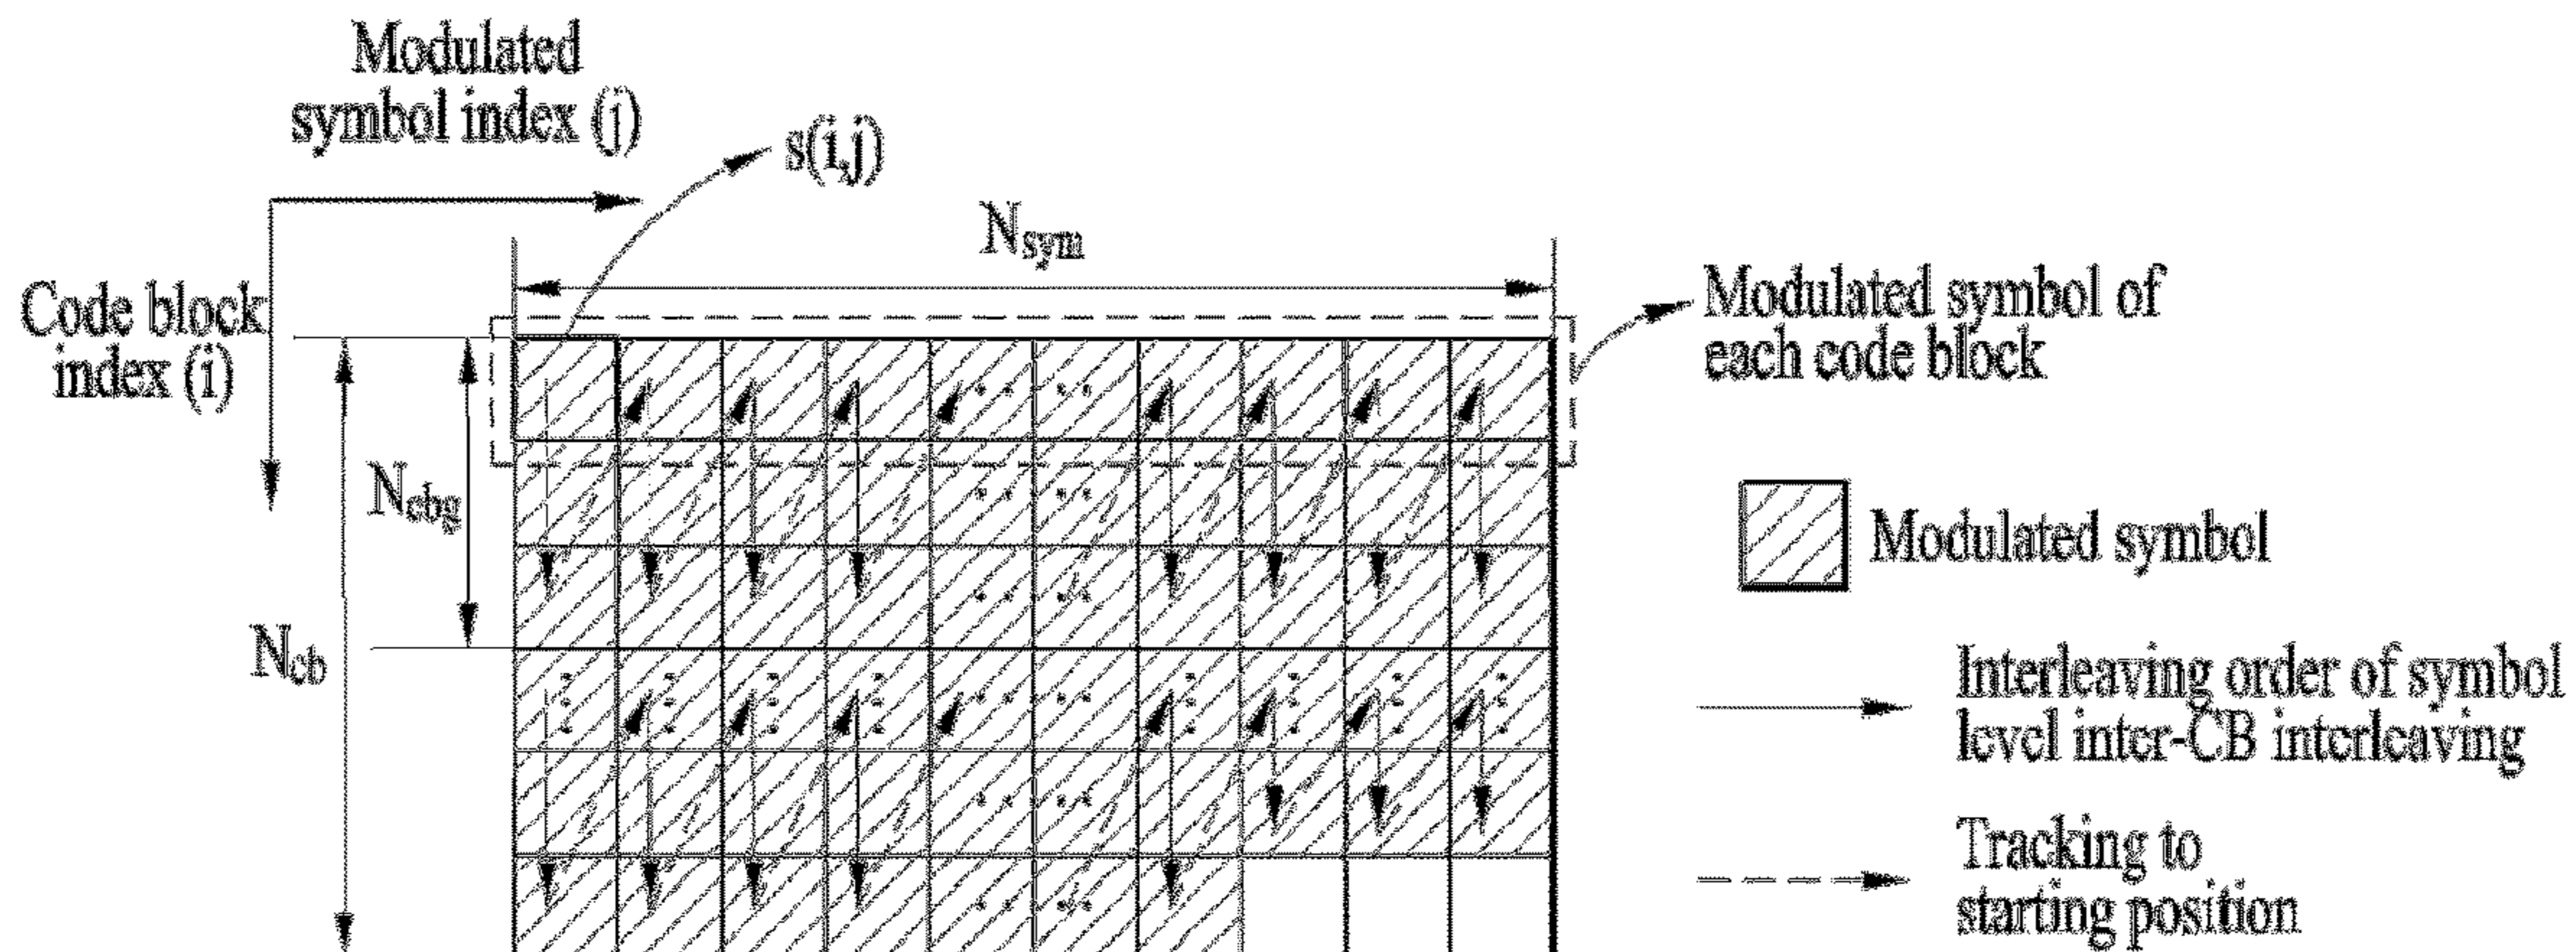 Modulated
symbol index (j)
s(i,j)
Nsym
Code block
index (i)
Modulated symbol of
each code block
Ncbg
Modulated symbol
Ncb
Interleaving order of symbol
level inter-CB interleaving
Tracking to
starting position